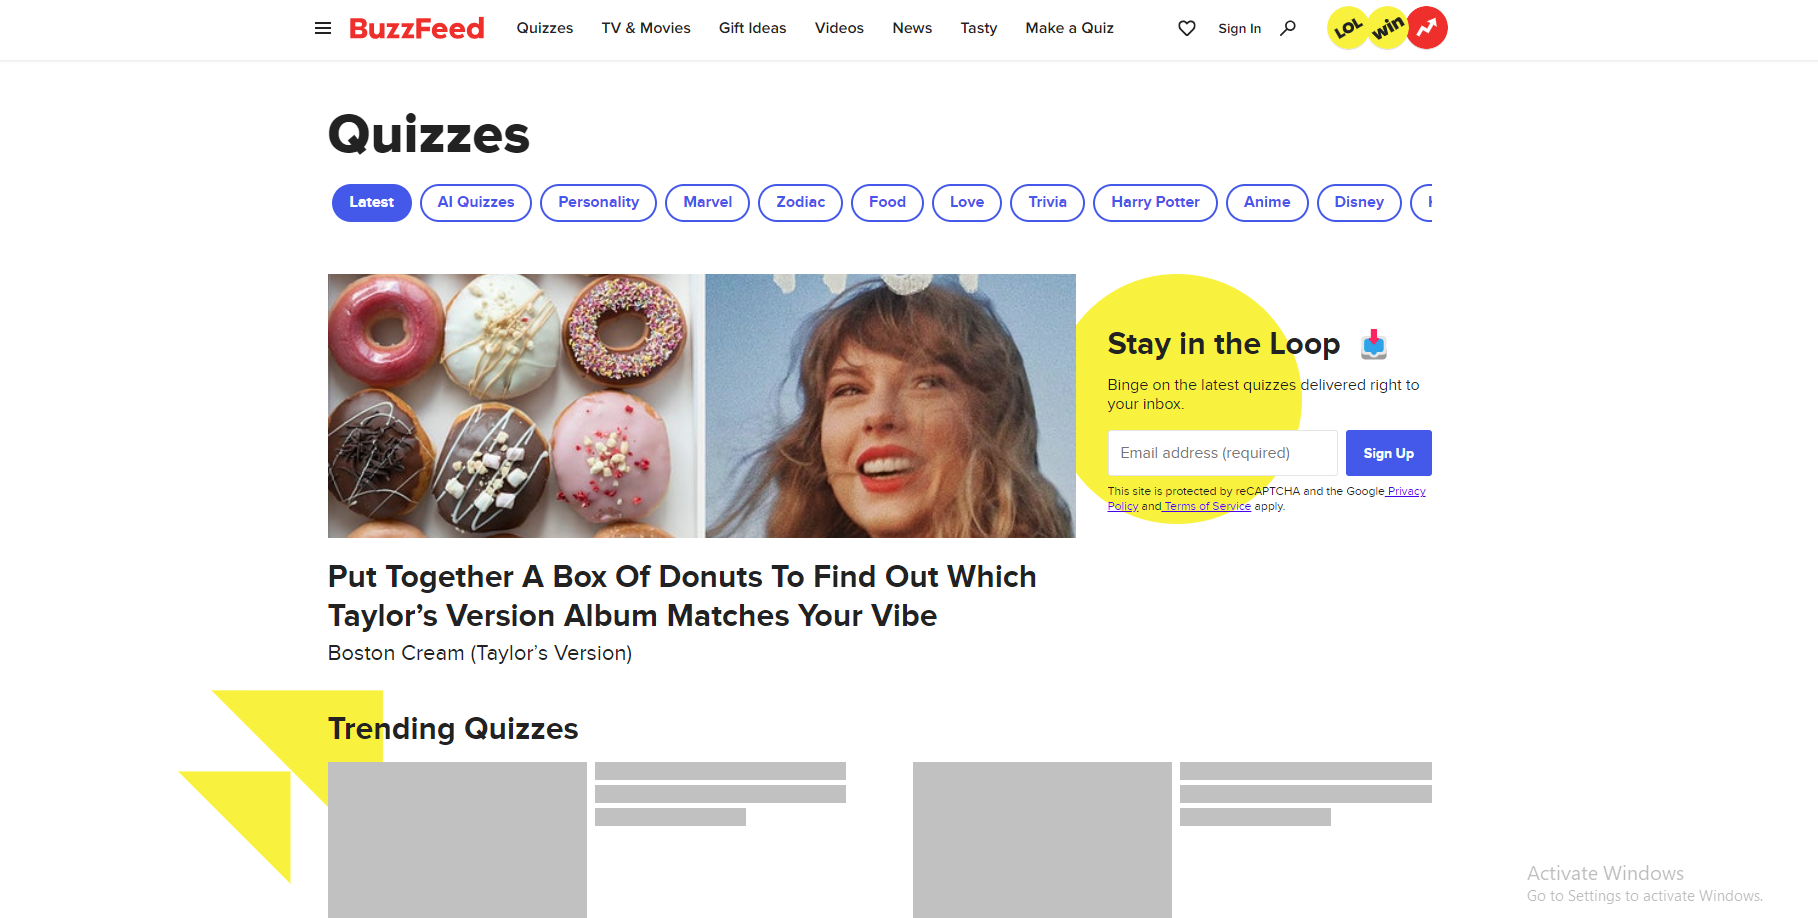 BuzzFeed
Quizzes
TV & Movies
Gift Ideas
Videos
News
Tasty
Make a Quiz
Sign In
LOL
win
Quizzes
Latest
AI Quizzes
Personality
Marvel
Zodiac
Food
Love
Trivia
Harry Potter
Anime
Disney
Stay in the Loop
Binge on the latest quizzes delivered right to
your inbox.
Email address (required)
Sign Up
This site is protected by reCAPTCHA and the Google Privacy
Policy and Terms of Service apply.
Put Together A Box Of Donuts To Find Out Which
Taylor’s Version Album Matches Your Vibe
Boston Cream (Taylor’s Version)
Trending Quizzes
Activate Windows
Go to Settings to activate Windows.